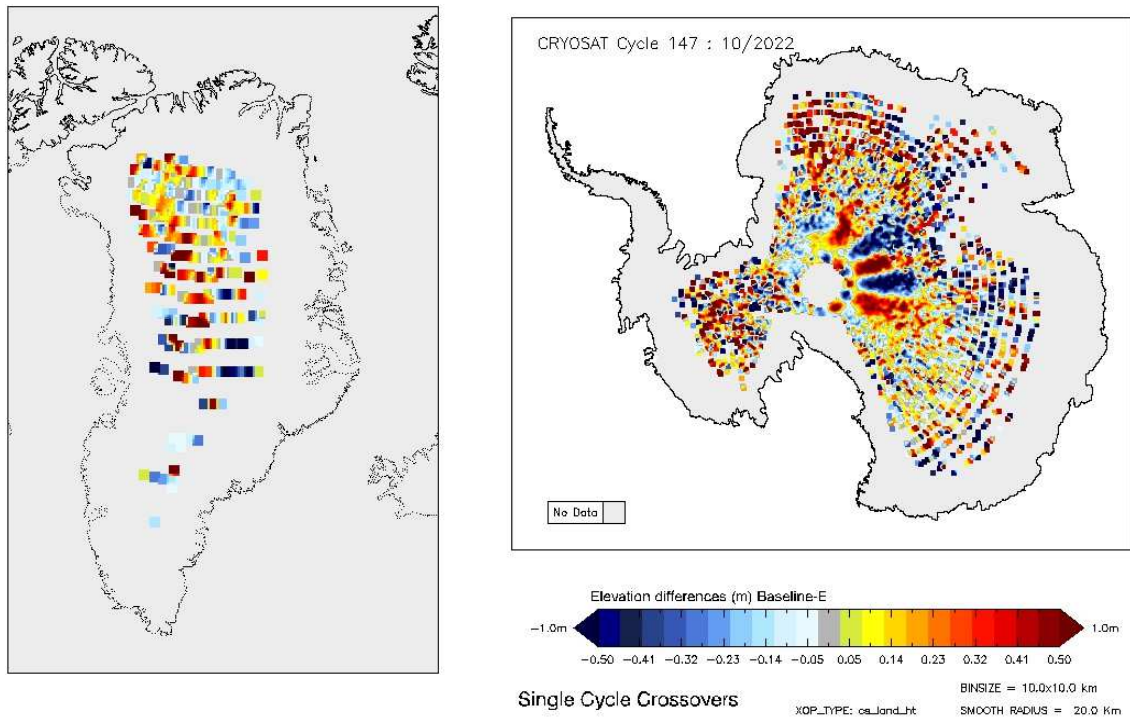 CRYOSAT Cycle 147 : 10/2022
No Data
Elevation differences (m) Baseline-E
-1.0m
1.0m
-0.50 -0.41 -0.32 -0.23 -0.14 -0.05 0.05 0.14 0.23 0.32 0.41 0.50
Single Cycle Crossovers
XOP_TYPE: cs_land_ht
BINSIZE = 10.0x10.0 km
SMOOTH RADIUS = 20.0 Km